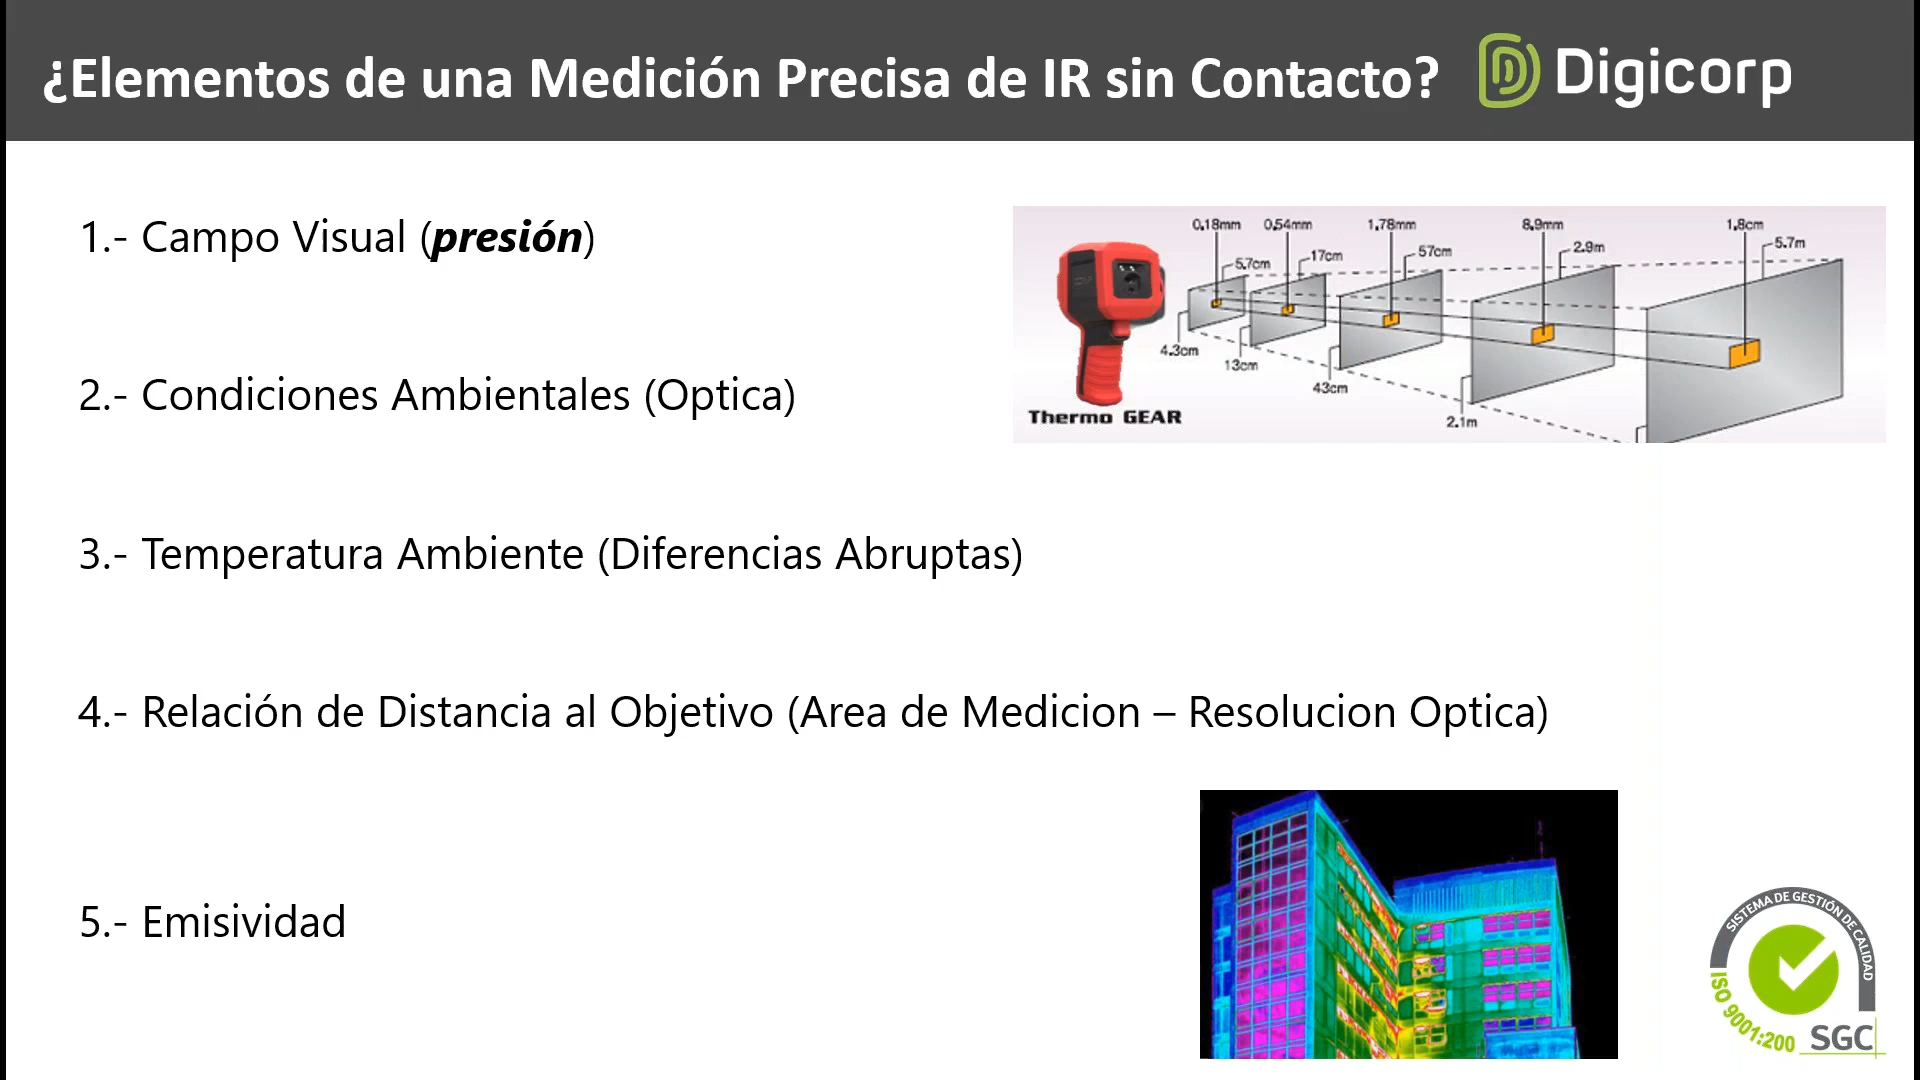 ¿Elementos de una Medición Precisa de IR sin Contacto?
Digicorp
1.- Campo Visual (presión)
0.18mm 0.54mm 1.78mm 8.9mm 1.8cm
5.7cm 17cm 57cm 2.9m 5.7m
4.3cm 13cm 43cm 2.1m
Thermo GEAR
2.- Condiciones Ambientales (Optica)
3.- Temperatura Ambiente (Diferencias Abruptas)
4.- Relación de Distancia al Objetivo (Area de Medicion – Resolucion Optica)
5.- Emisividad
SISTEMA DE GESTIÓN DE CALIDAD
ISO 9001:200
SGC